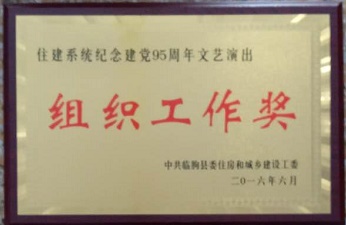 住建系统纪念建党95周年文艺演出
组织工作奖
中共临朐县委住房和城乡建设工委
二〇一六年六月